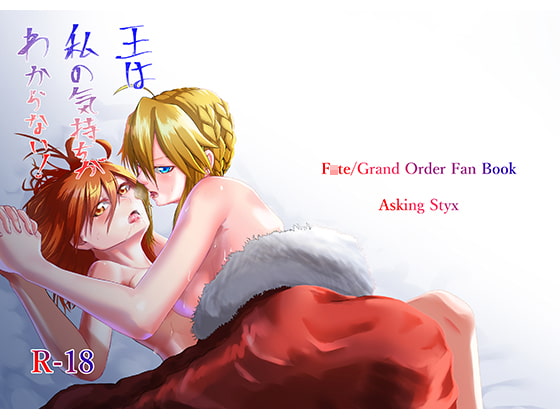 王は
私の気持ちが
わからない。
F■te/Grand Order Fan Book
Asking Styx
R-18